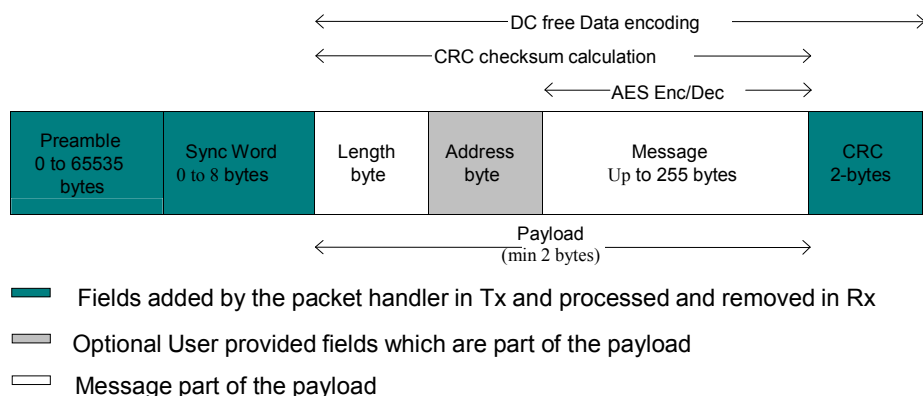 DC free Data encoding
CRC checksum calculation
AES Enc/Dec
Preamble
0 to 65535
bytes
Sync Word
0 to 8 bytes
Length
byte
Address
byte
Message
Up to 255 bytes
CRC
2-bytes
Payload
(min 2 bytes)
Fields added by the packet handler in Tx and processed and removed in Rx
Optional User provided fields which are part of the payload
Message part of the payload